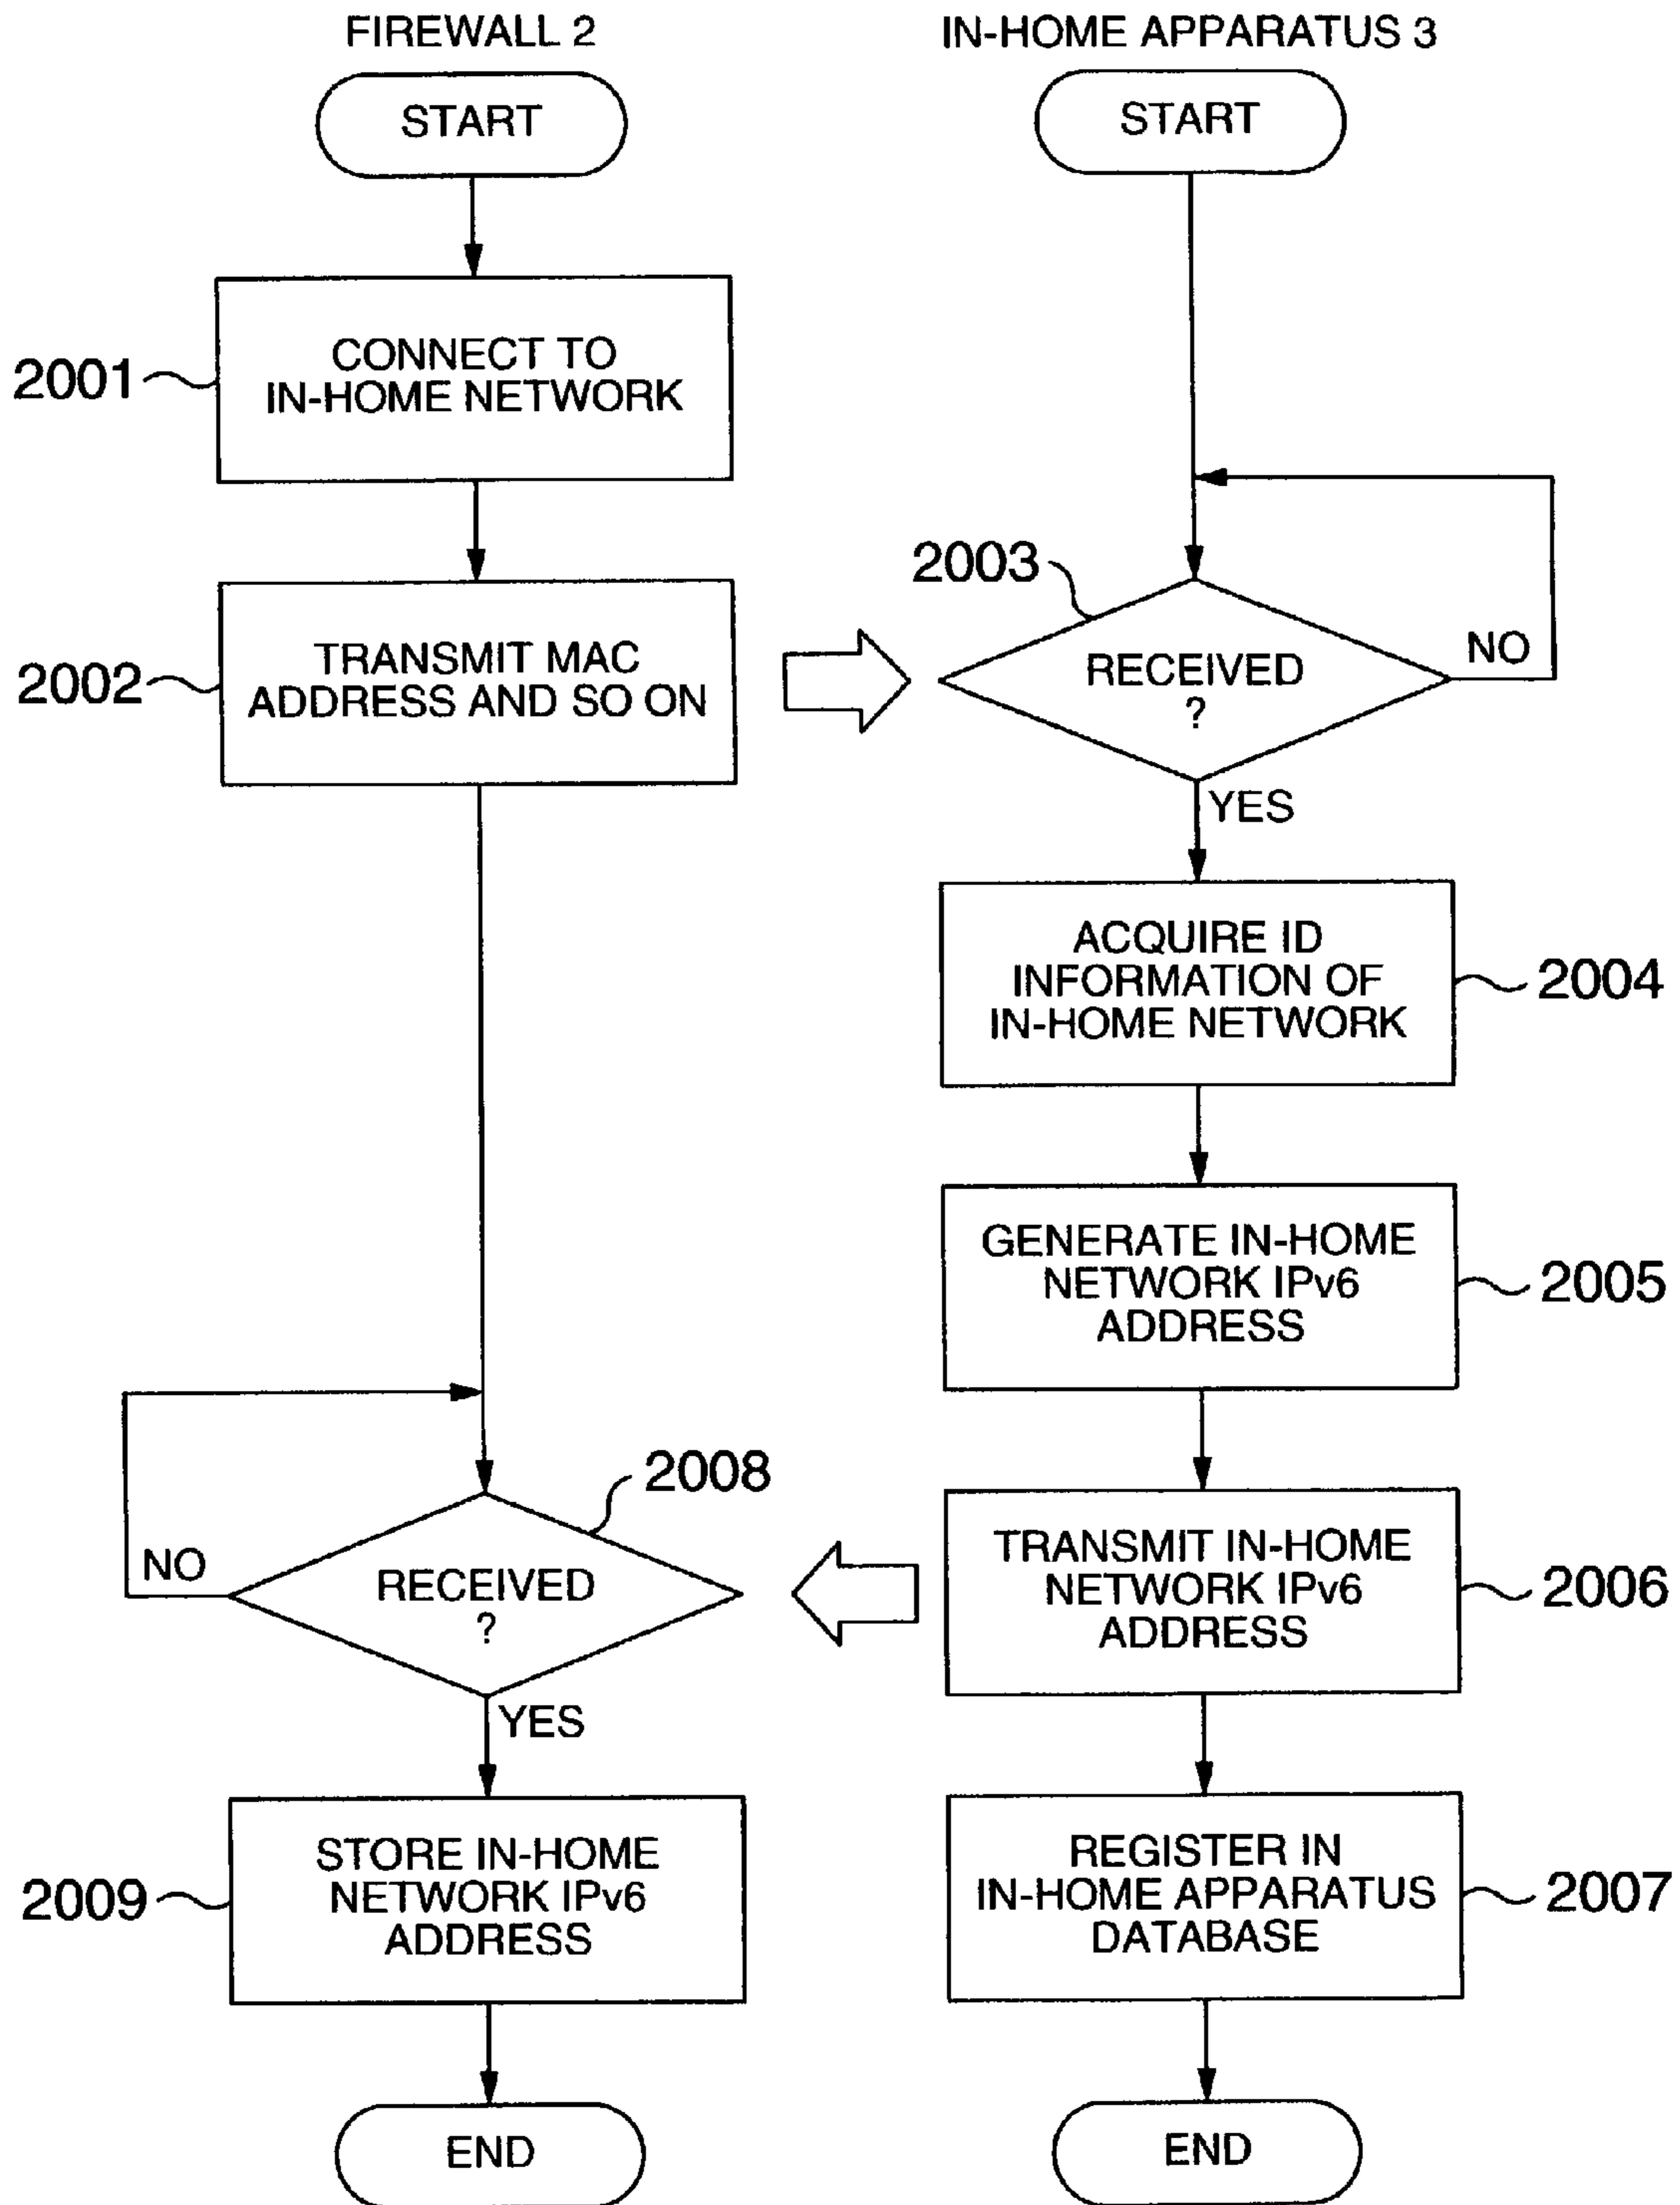 FIREWALL 2
START
CONNECT TO
IN-HOME NETWORK
2001
TRANSMIT MAC
ADDRESS AND SO ON
2002
RECEIVED
?
2008
NO
YES
STORE IN-HOME
NETWORK IPv6
ADDRESS
2009
END
IN-HOME APPARATUS 3
START
2003
RECEIVED
?
NO
YES
ACQUIRE ID
INFORMATION OF
IN-HOME NETWORK
2004
GENERATE IN-HOME
NETWORK IPv6
ADDRESS
2005
TRANSMIT IN-HOME
NETWORK IPv6
ADDRESS
2006
REGISTER IN
IN-HOME APPARATUS
DATABASE
2007
END